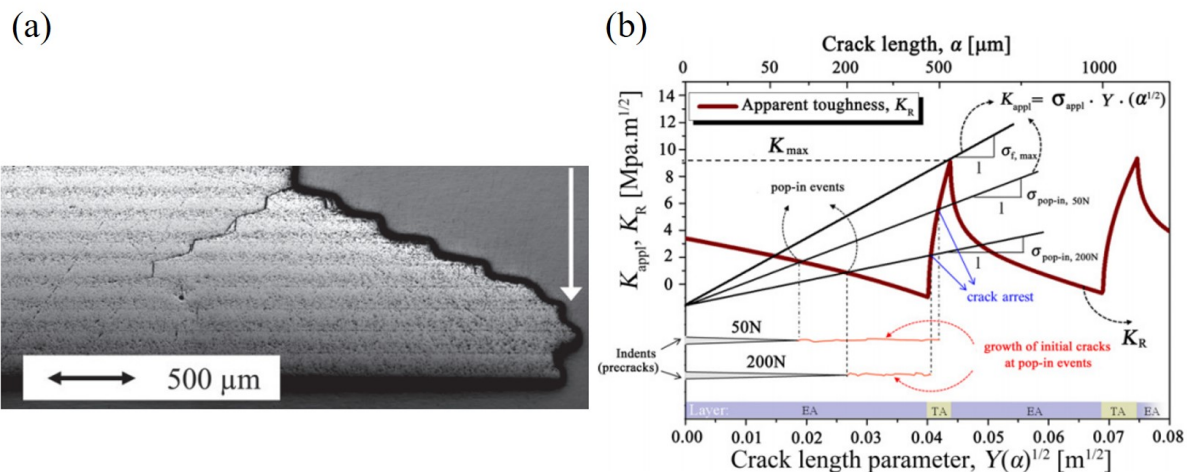 (a)
500 µm
(b)
Crack length, α [µm]
0 50 200 500 1000
Apparent toughness, K_R
K_appl = σ_appl · Y · (α^1/2)
K_max
σ_f, max
1
pop-in events
σ_pop-in, 50N
1
σ_pop-in, 200N
1
crack arrest
K_appl, K_R [Mpa.m^1/2]
14
12
10
8
6
4
2
0
50N
Indents
(precracks)
200N
growth of initial cracks
at pop-in events
K_R
Layer: EA TA EA TA EA
0.00 0.01 0.02 0.03 0.04 0.05 0.06 0.07 0.08
Crack length parameter, Y(α)^1/2 [m^1/2]